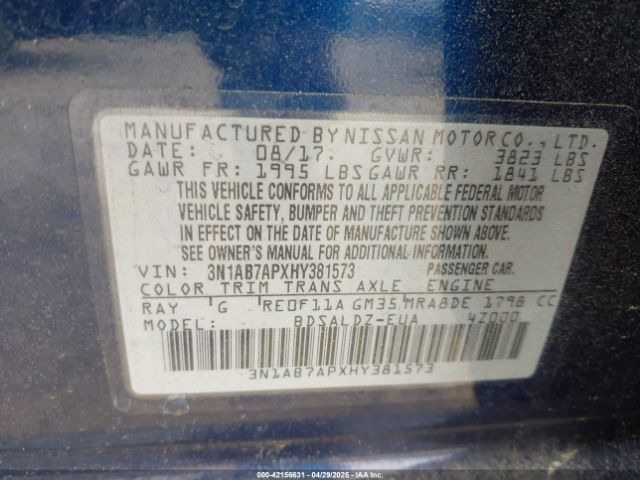 MANUFACTURED BY NISSAN MOTOR CO., LTD.
DATE: 08/17 GVWR: 3823 LBS
GAWR FR: 1995 LBS GAWR RR: 1841 LBS
THIS VEHICLE CONFORMS TO ALL APPLICABLE FEDERAL MOTOR
VEHICLE SAFETY, BUMPER AND THEFT PREVENTION STANDARDS
IN EFFECT ON THE DATE OF MANUFACTURE SHOWN ABOVE.
SEE OWNER'S MANUAL FOR ADDITIONAL INFORMATION.
VIN: 3N1AB7APXHY381573 PASSENGER CAR.
COLOR TRIM TRANS AXLE ENGINE
RAY G RE0F11A GM35 MRA8DE 1798 CC
MODEL: BDSALDZ-EUA 4Z000
3N1AB7APXHY381573
000-42156631 - 04/29/2025 - IAAI.COM